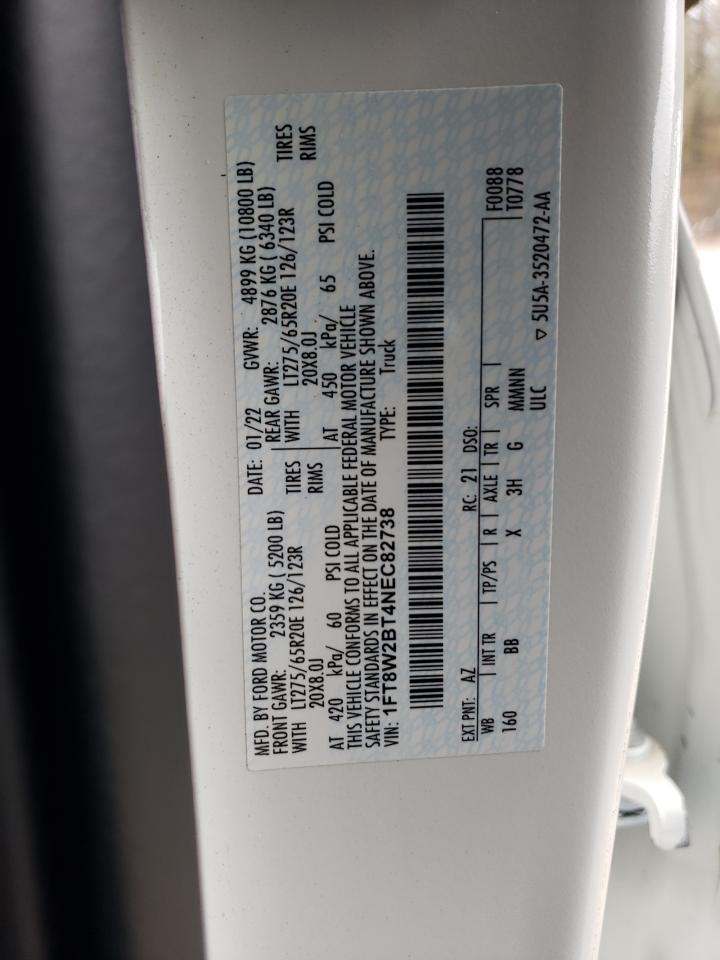 MFD. BY FORD MOTOR CO.
DATE: 01/22 GVWR: 4899 KG (10800 LB)
FRONT GAWR: 2359 KG ( 5200 LB) REAR GAWR: 2876 KG ( 6340 LB)
WITH LT275/65R20E 126/123R TIRES WITH LT275/65R20E 126/123R TIRES
20X8.0J RIMS 20X8.0J RIMS
AT 420 kPa/ 60 PSI COLD AT 450 kPa/ 65 PSI COLD
THIS VEHICLE CONFORMS TO ALL APPLICABLE FEDERAL MOTOR VEHICLE
SAFETY STANDARDS IN EFFECT ON THE DATE OF MANUFACTURE SHOWN ABOVE.
VIN: 1FT8W2BT4NEC82738 TYPE: Truck
EXT PNT: AZ RC: 21 DSO:
WB INT TR TP/PS R AXLE TR SPR F0088
160 BB X 3H G MMNN T0778
ULC ▽ 5U5A-3520472-AA